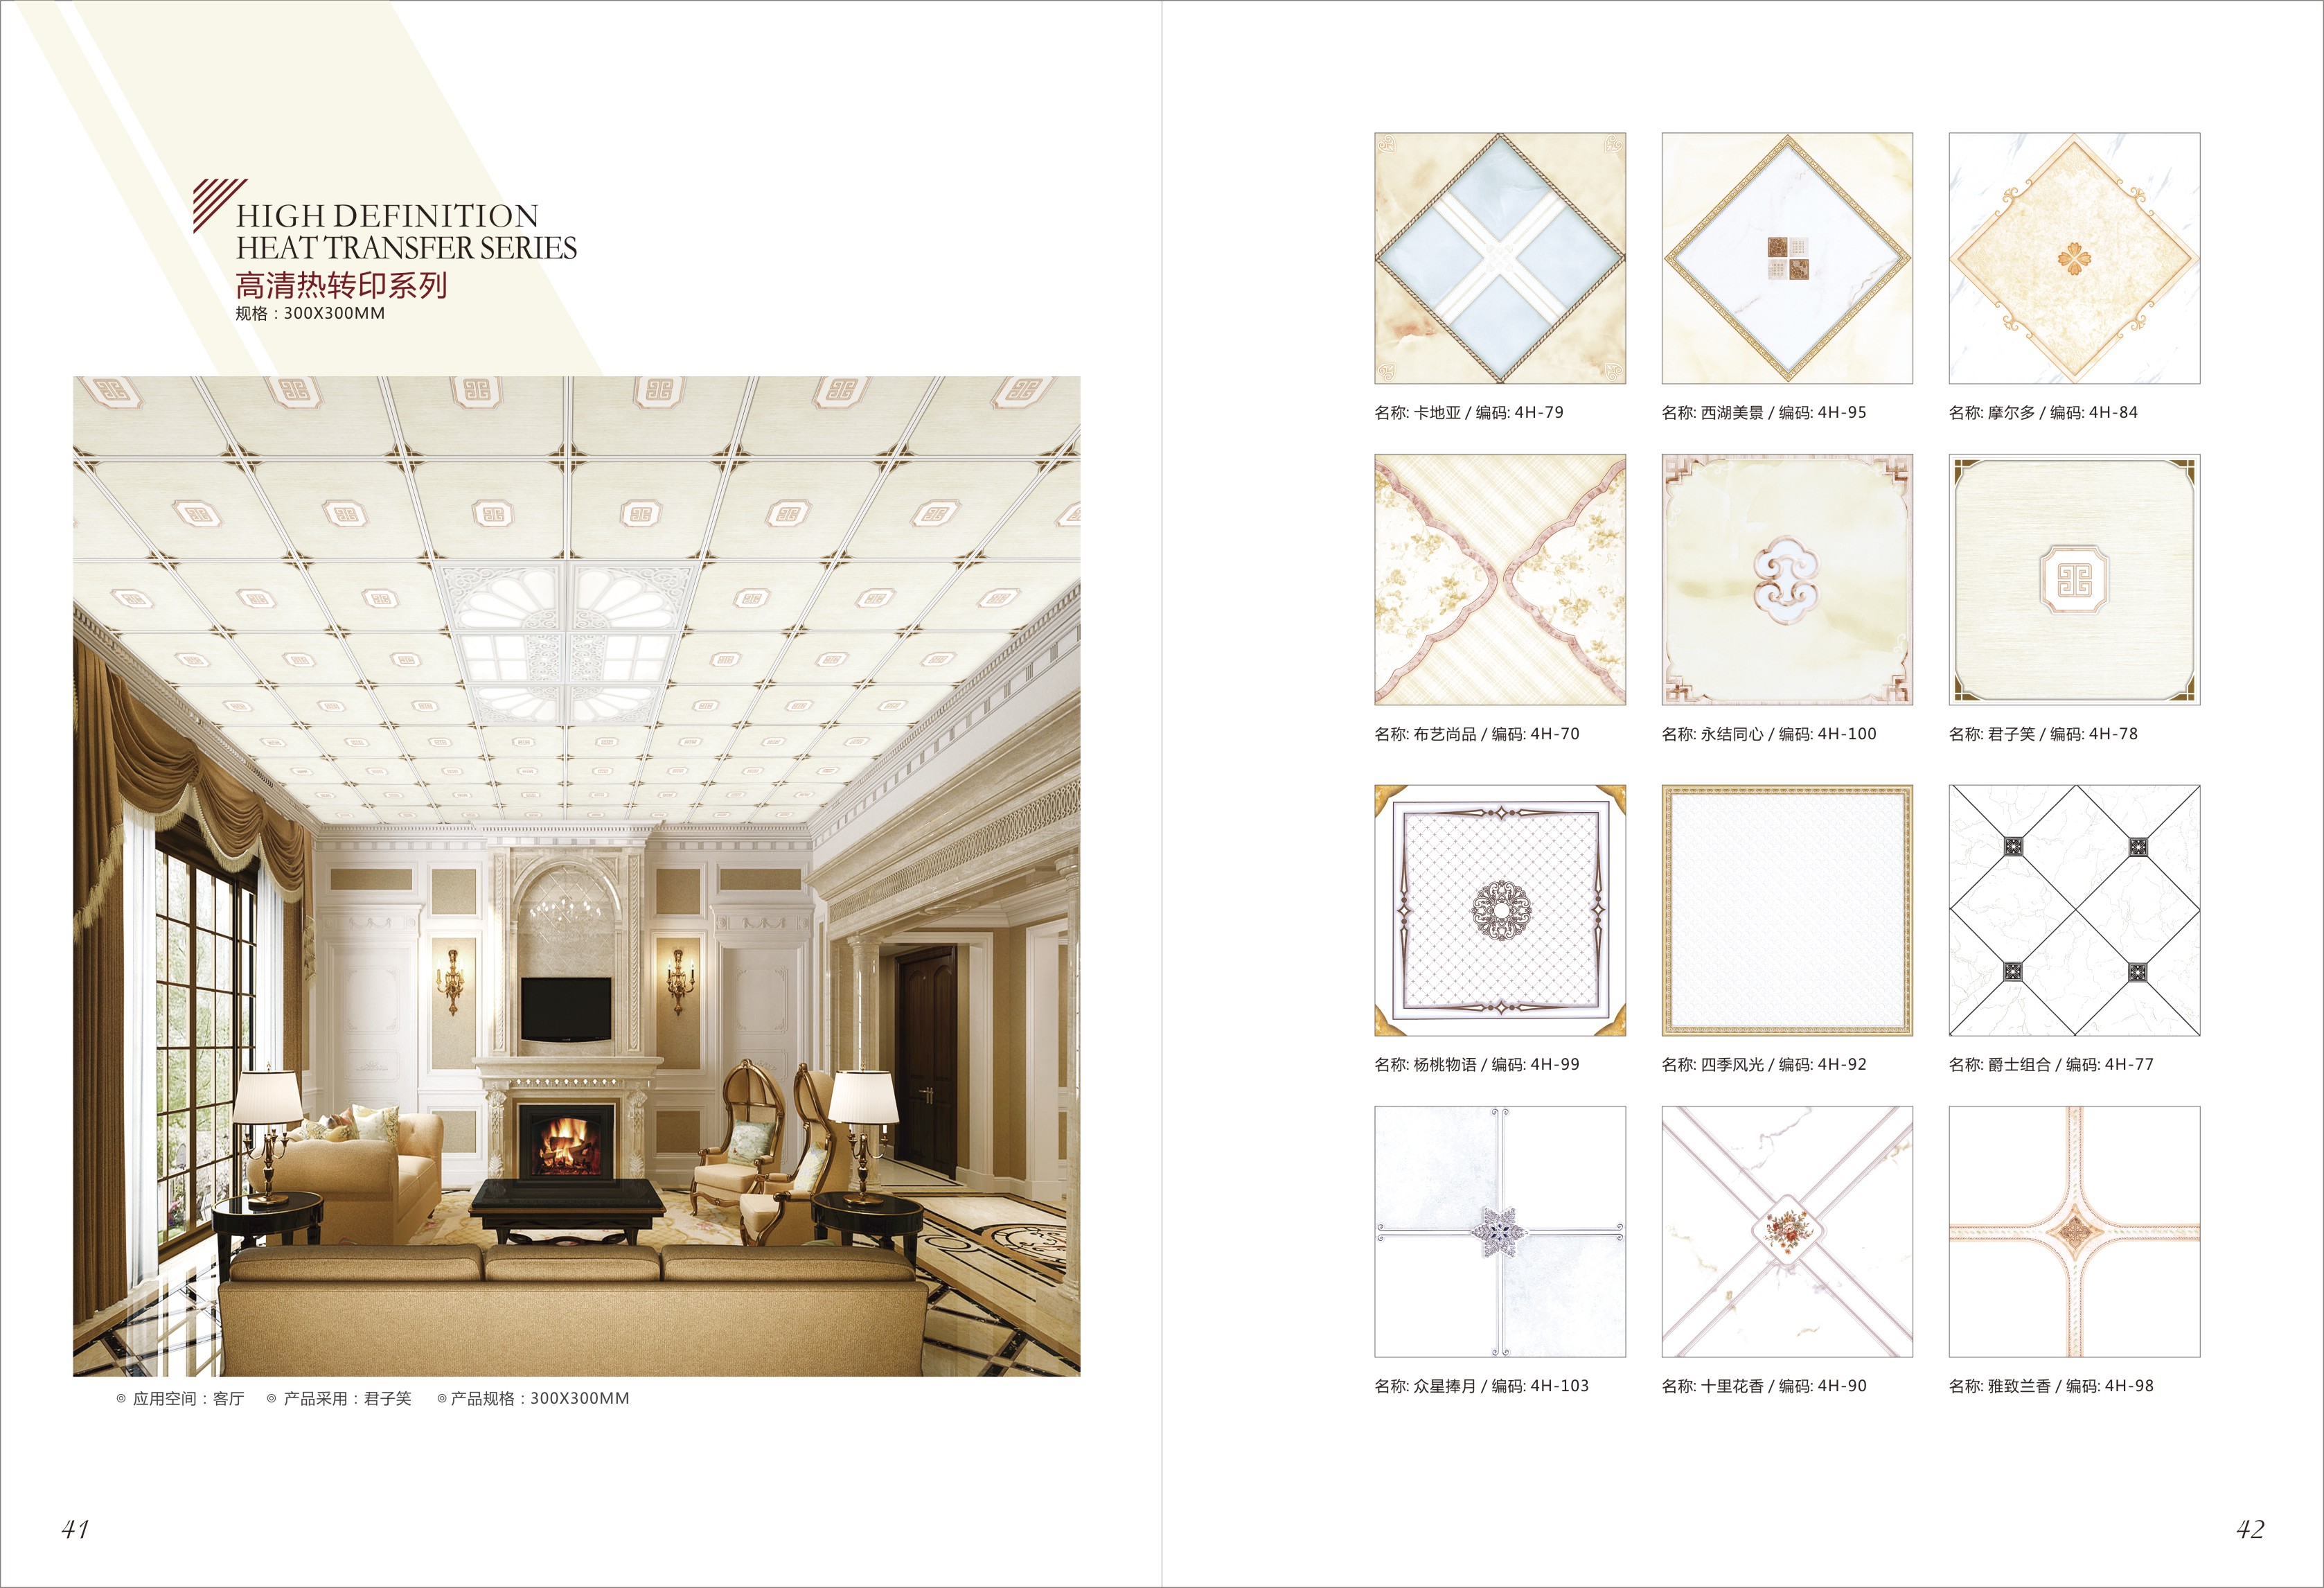 HIGH DEFINITION
HEAT TRANSFER SERIES
高清热转印系列
规格：300X300MM
◎ 应用空间：客厅 ◎ 产品采用：君子笑 ◎产品规格：300X300MM
41
名称: 卡地亚 / 编码: 4H-79
名称: 西湖美景 / 编码: 4H-95
名称: 摩尔多 / 编码: 4H-84
名称: 布艺尚品 / 编码: 4H-70
名称: 永结同心 / 编码: 4H-100
名称: 君子笑 / 编码: 4H-78
名称: 杨桃物语 / 编码: 4H-99
名称: 四季风光 / 编码: 4H-92
名称: 爵士组合 / 编码: 4H-77
名称: 众星捧月 / 编码: 4H-103
名称: 十里花香 / 编码: 4H-90
名称: 雅致兰香 / 编码: 4H-98
42